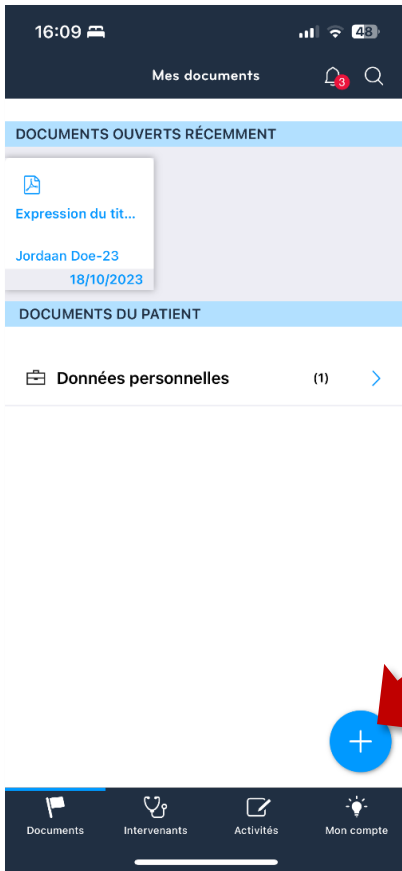 16:09
48
Mes documents
3
DOCUMENTS OUVERTS RÉCEMMENT
Expression du tit...
Jordaan Doe-23
18/10/2023
DOCUMENTS DU PATIENT
Données personnelles (1)
Documents Intervenants Activités Mon compte